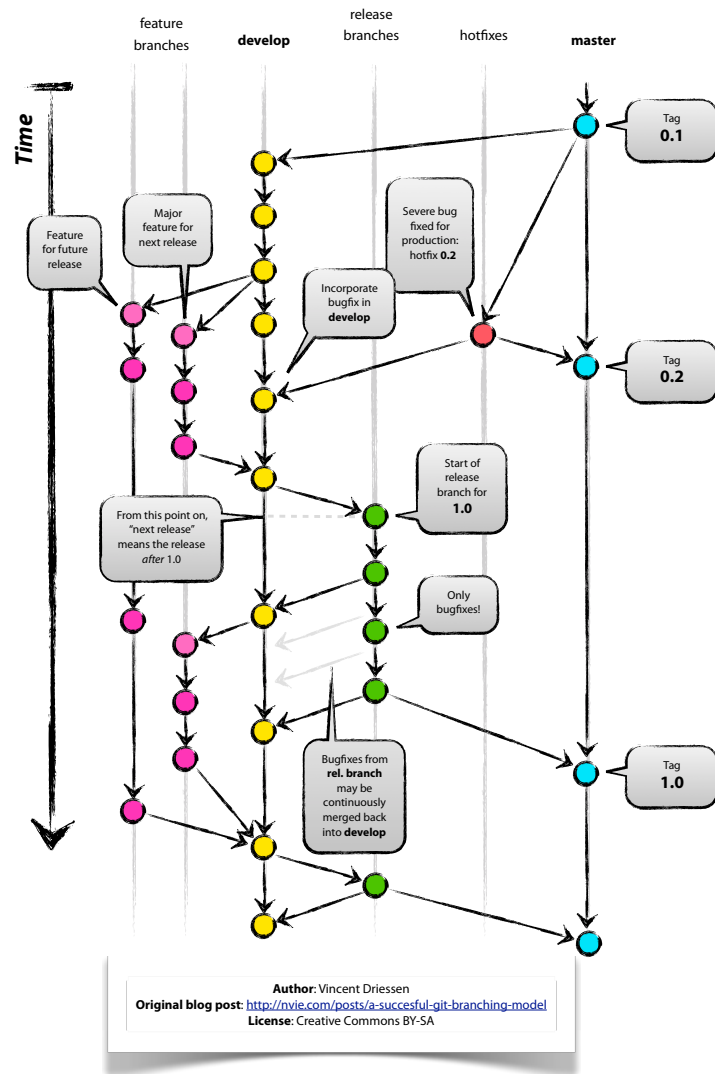 feature
branches
develop
release
branches
hotfixes
master
Time
Tag
0.1
Major
feature for
next release
Severe bug
fixed for
production:
hotfix 0.2
Feature
for future
release
Incorporate
bugfix in
develop
Tag
0.2
Start of
release
branch for
1.0
From this point on,
“next release”
means the release
after 1.0
Only
bugfixes!
Bugfixes from
rel. branch
may be
continuously
merged back
into develop
Tag
1.0
Author: Vincent Driessen
Original blog post: http://nvie.com/posts/a-succesful-git-branching-model
License: Creative Commons BY-SA